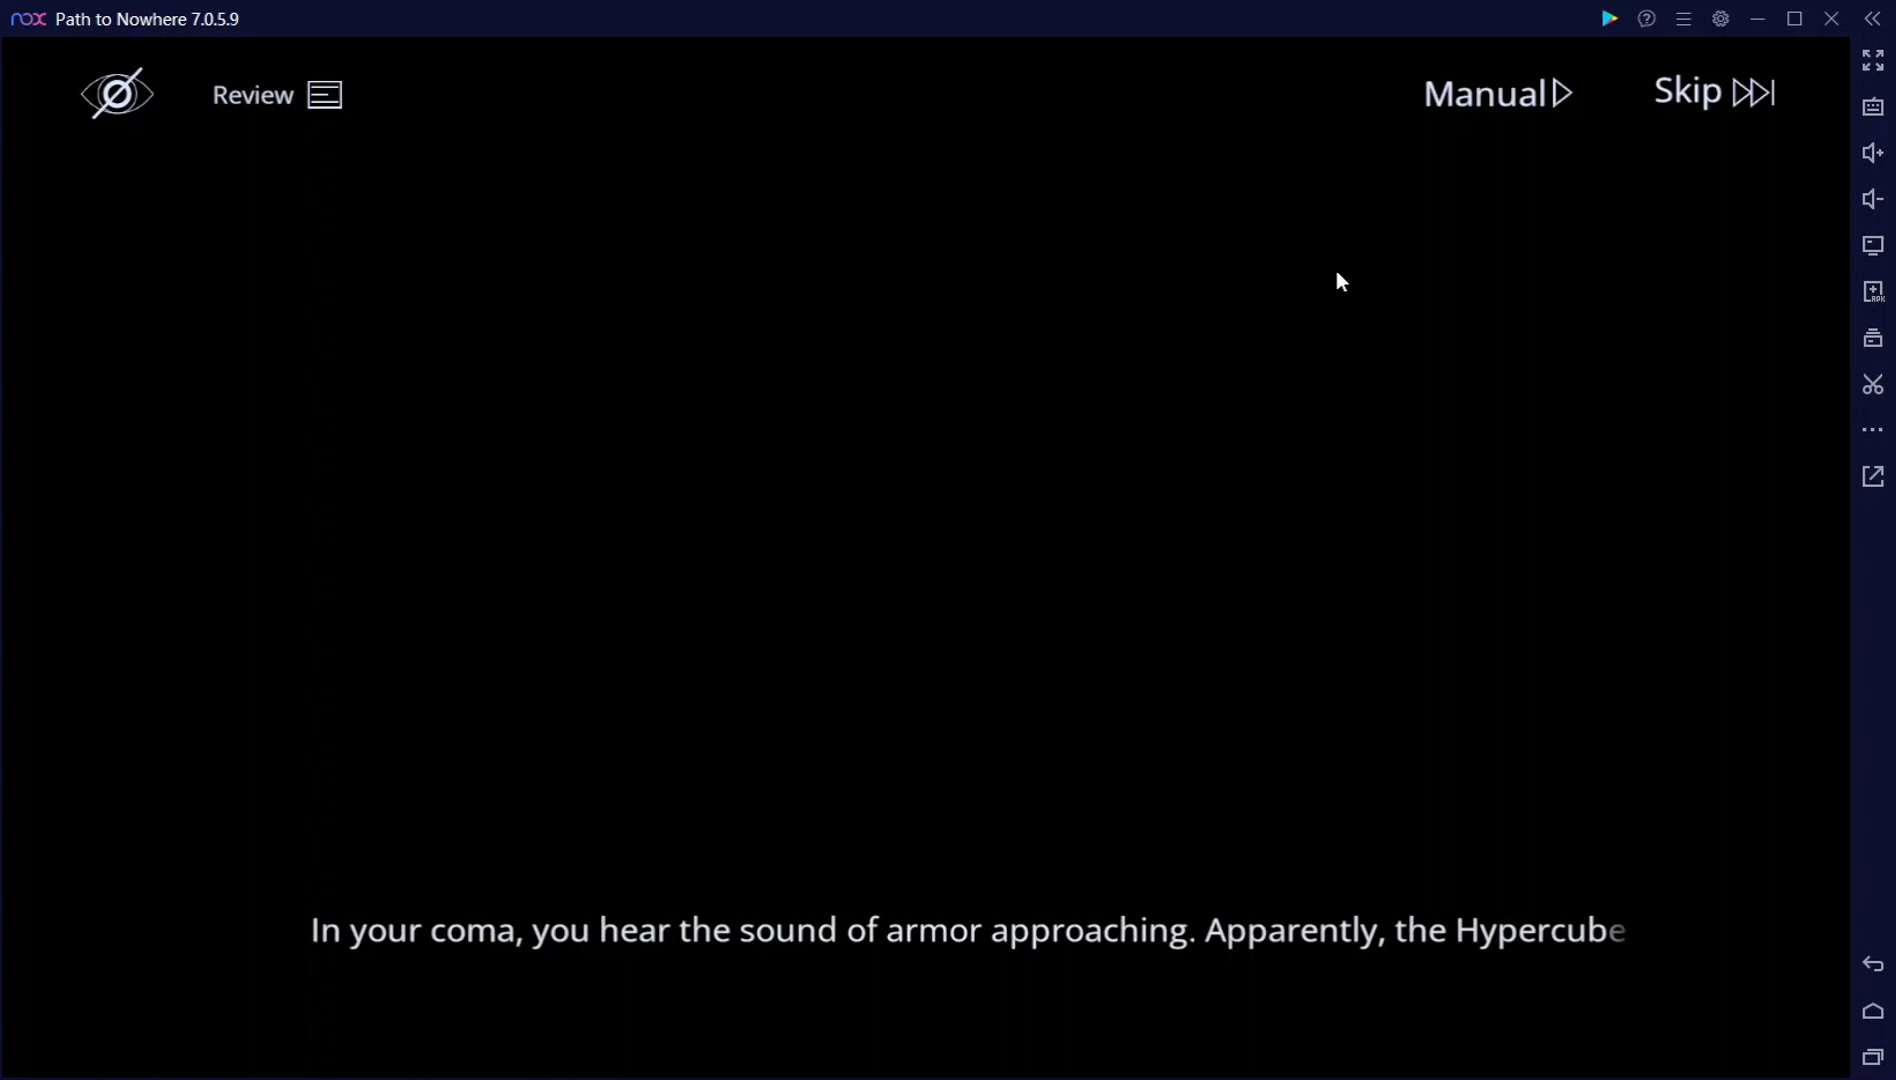 nox Path to Nowhere 7.0.5.9
Review
Manual
Skip
In your coma, you hear the sound of armor approaching. Apparently, the Hypercube